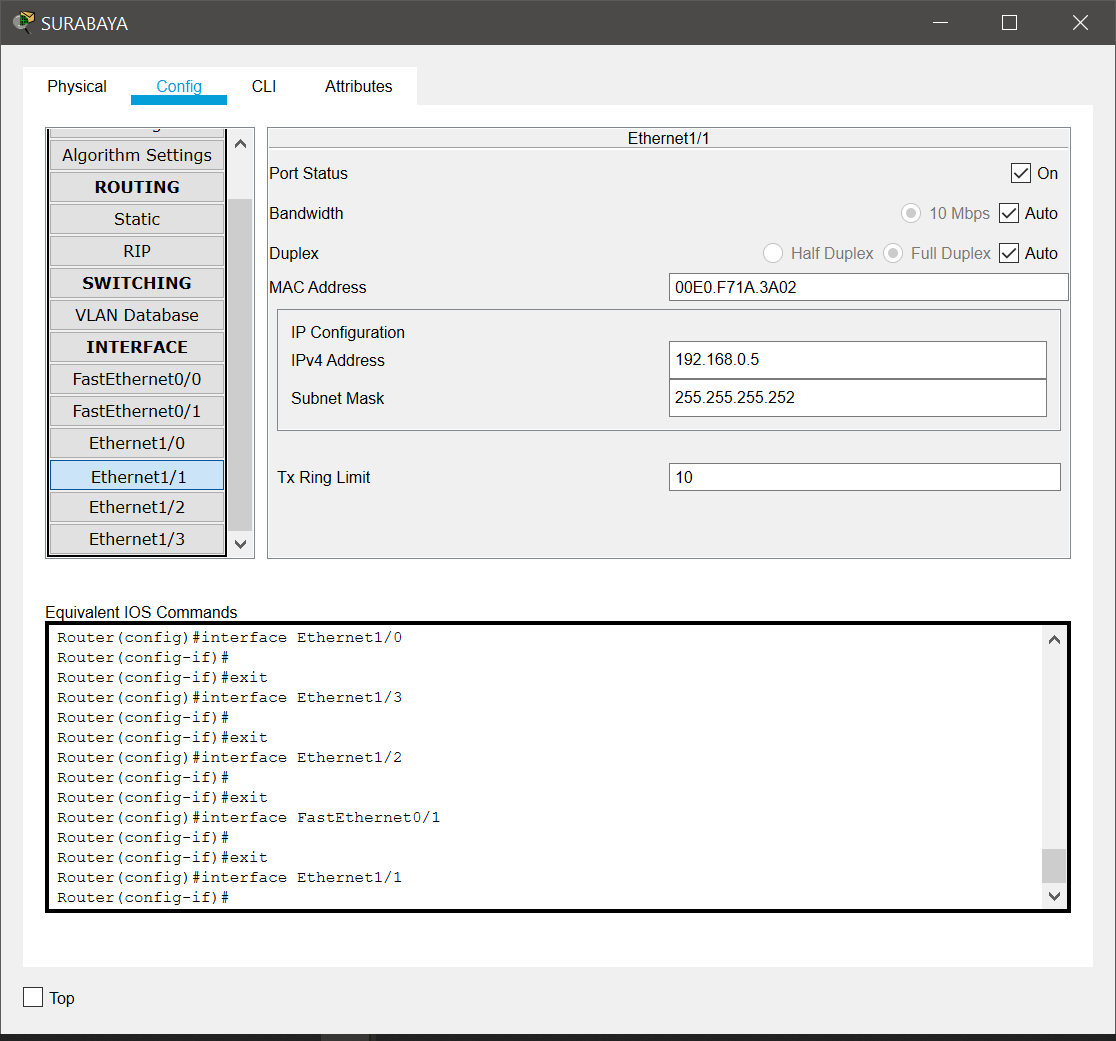 SURABAYA
Physical Config CLI Attributes
Algorithm Settings
ROUTING
Static
RIP
SWITCHING
VLAN Database
INTERFACE
FastEthernet0/0
FastEthernet0/1
Ethernet1/0
Ethernet1/1
Ethernet1/2
Ethernet1/3
Ethernet1/1
Port Status On
Bandwidth 10 Mbps Auto
Duplex Half Duplex Full Duplex Auto
MAC Address 00E0.F71A.3A02
IP Configuration
IPv4 Address 192.168.0.5
Subnet Mask 255.255.255.252
Tx Ring Limit 10
Equivalent IOS Commands
Router(config)#interface Ethernet1/0
Router(config-if)#
Router(config-if)#exit
Router(config)#interface Ethernet1/3
Router(config-if)#
Router(config-if)#exit
Router(config)#interface Ethernet1/2
Router(config-if)#
Router(config-if)#exit
Router(config)#interface FastEthernet0/1
Router(config-if)#
Router(config-if)#exit
Router(config)#interface Ethernet1/1
Router(config-if)#
Top